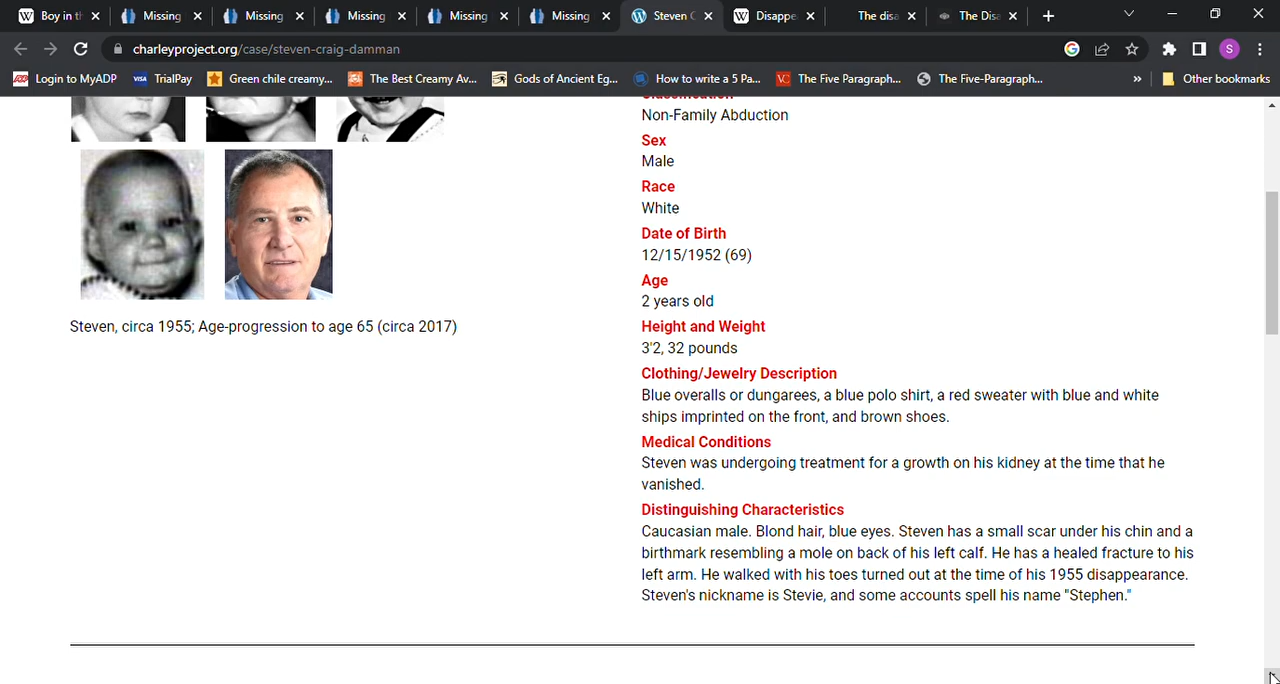 Boy in th
Missing
Missing
Missing
Missing
Missing
Steven C
Disappe
The disa
The Disa
charleyproject.org/case/steven-craig-damman
S
Login to MyADP
TrialPay
Green chile creamy...
The Best Creamy Av...
Gods of Ancient Eg...
How to write a 5 Pa...
The Five Paragraph...
The Five-Paragraph...
»
Other bookmarks
Classification
Non-Family Abduction
Sex
Male
Race
White
Date of Birth
12/15/1952 (69)
Age
2 years old
Height and Weight
3'2, 32 pounds
Clothing/Jewelry Description
Blue overalls or dungarees, a blue polo shirt, a red sweater with blue and white
ships imprinted on the front, and brown shoes.
Medical Conditions
Steven was undergoing treatment for a growth on his kidney at the time that he
vanished.
Distinguishing Characteristics
Caucasian male. Blond hair, blue eyes. Steven has a small scar under his chin and a
birthmark resembling a mole on back of his left calf. He has a healed fracture to his
left arm. He walked with his toes turned out at the time of his 1955 disappearance.
Steven's nickname is Stevie, and some accounts spell his name "Stephen."
Steven, circa 1955; Age-progression to age 65 (circa 2017)